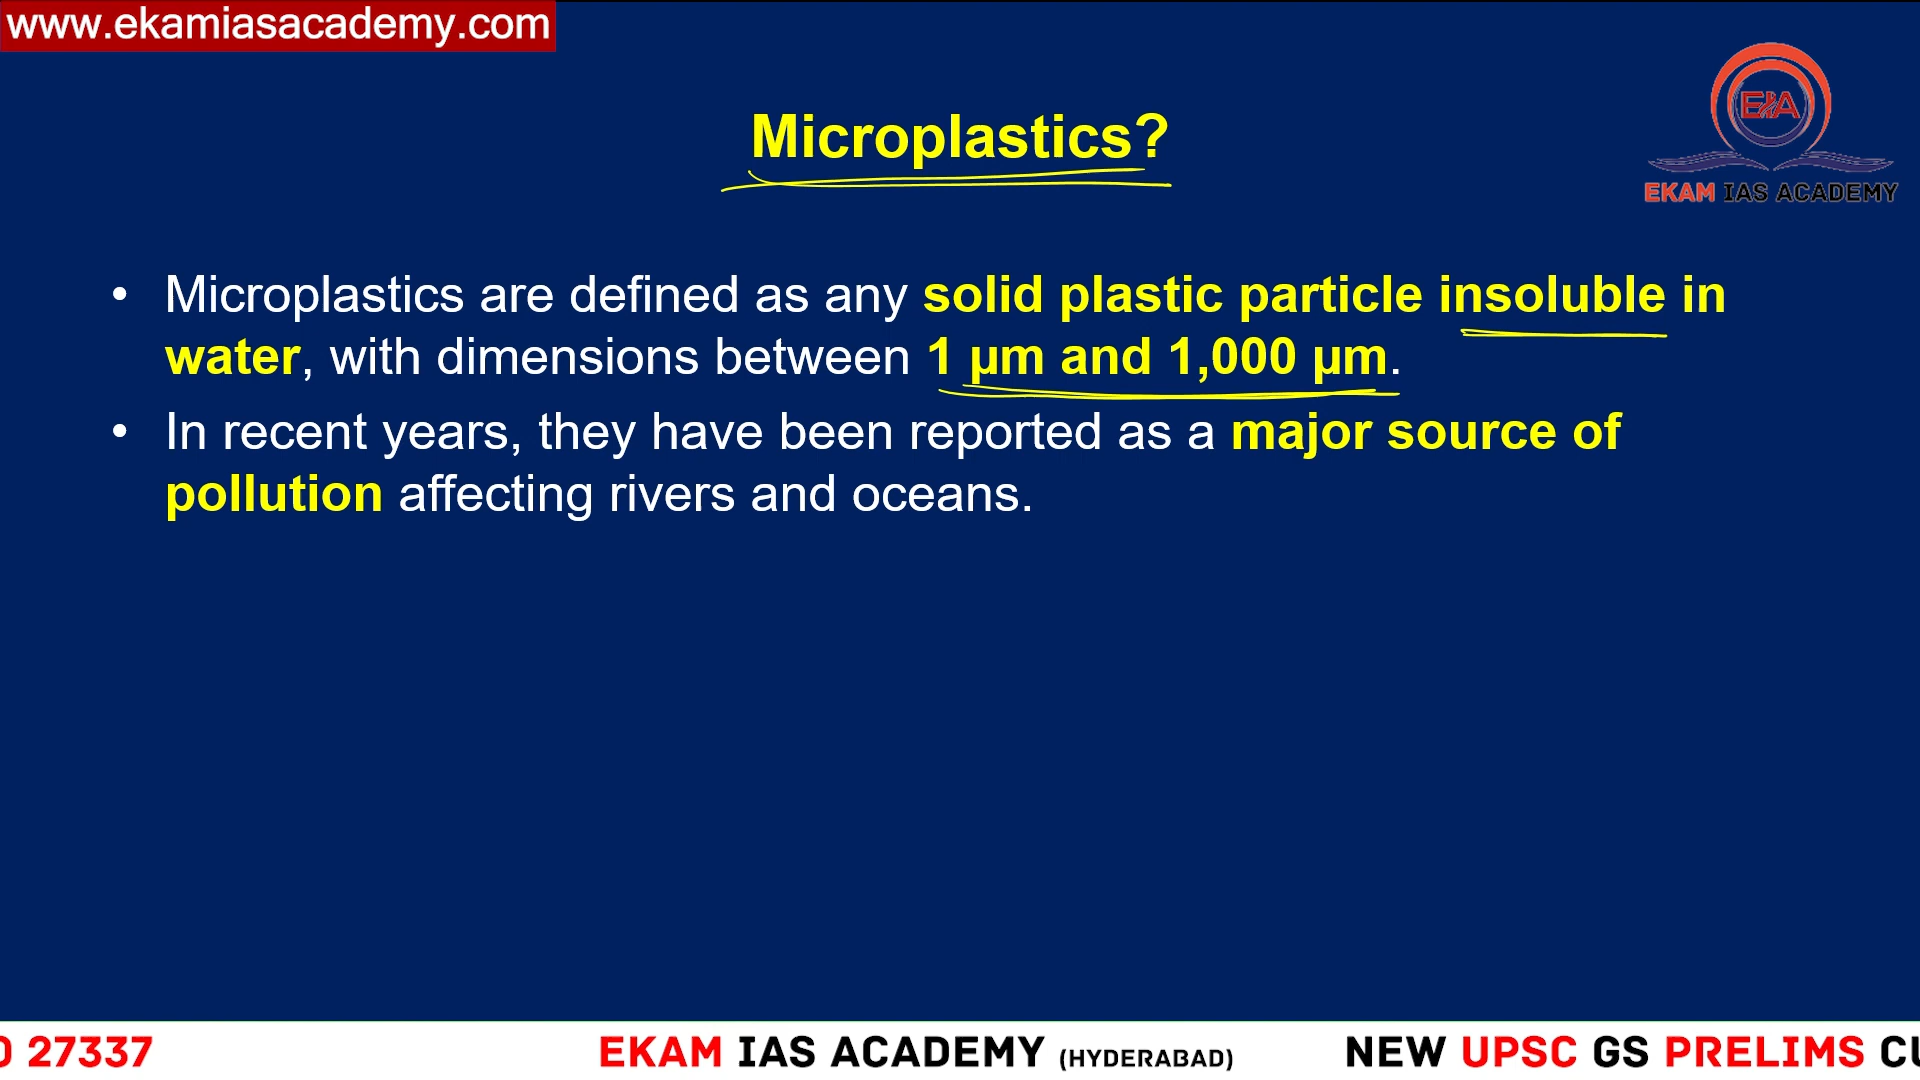 www.ekamiasacademy.com
EIA
EKAM IAS ACADEMY
Microplastics?
• Microplastics are defined as any solid plastic particle insoluble in
water, with dimensions between 1 µm and 1,000 µm.
• In recent years, they have been reported as a major source of
pollution affecting rivers and oceans.
27337 EKAM IAS ACADEMY (HYDERABAD) NEW UPSC GS PRELIMS